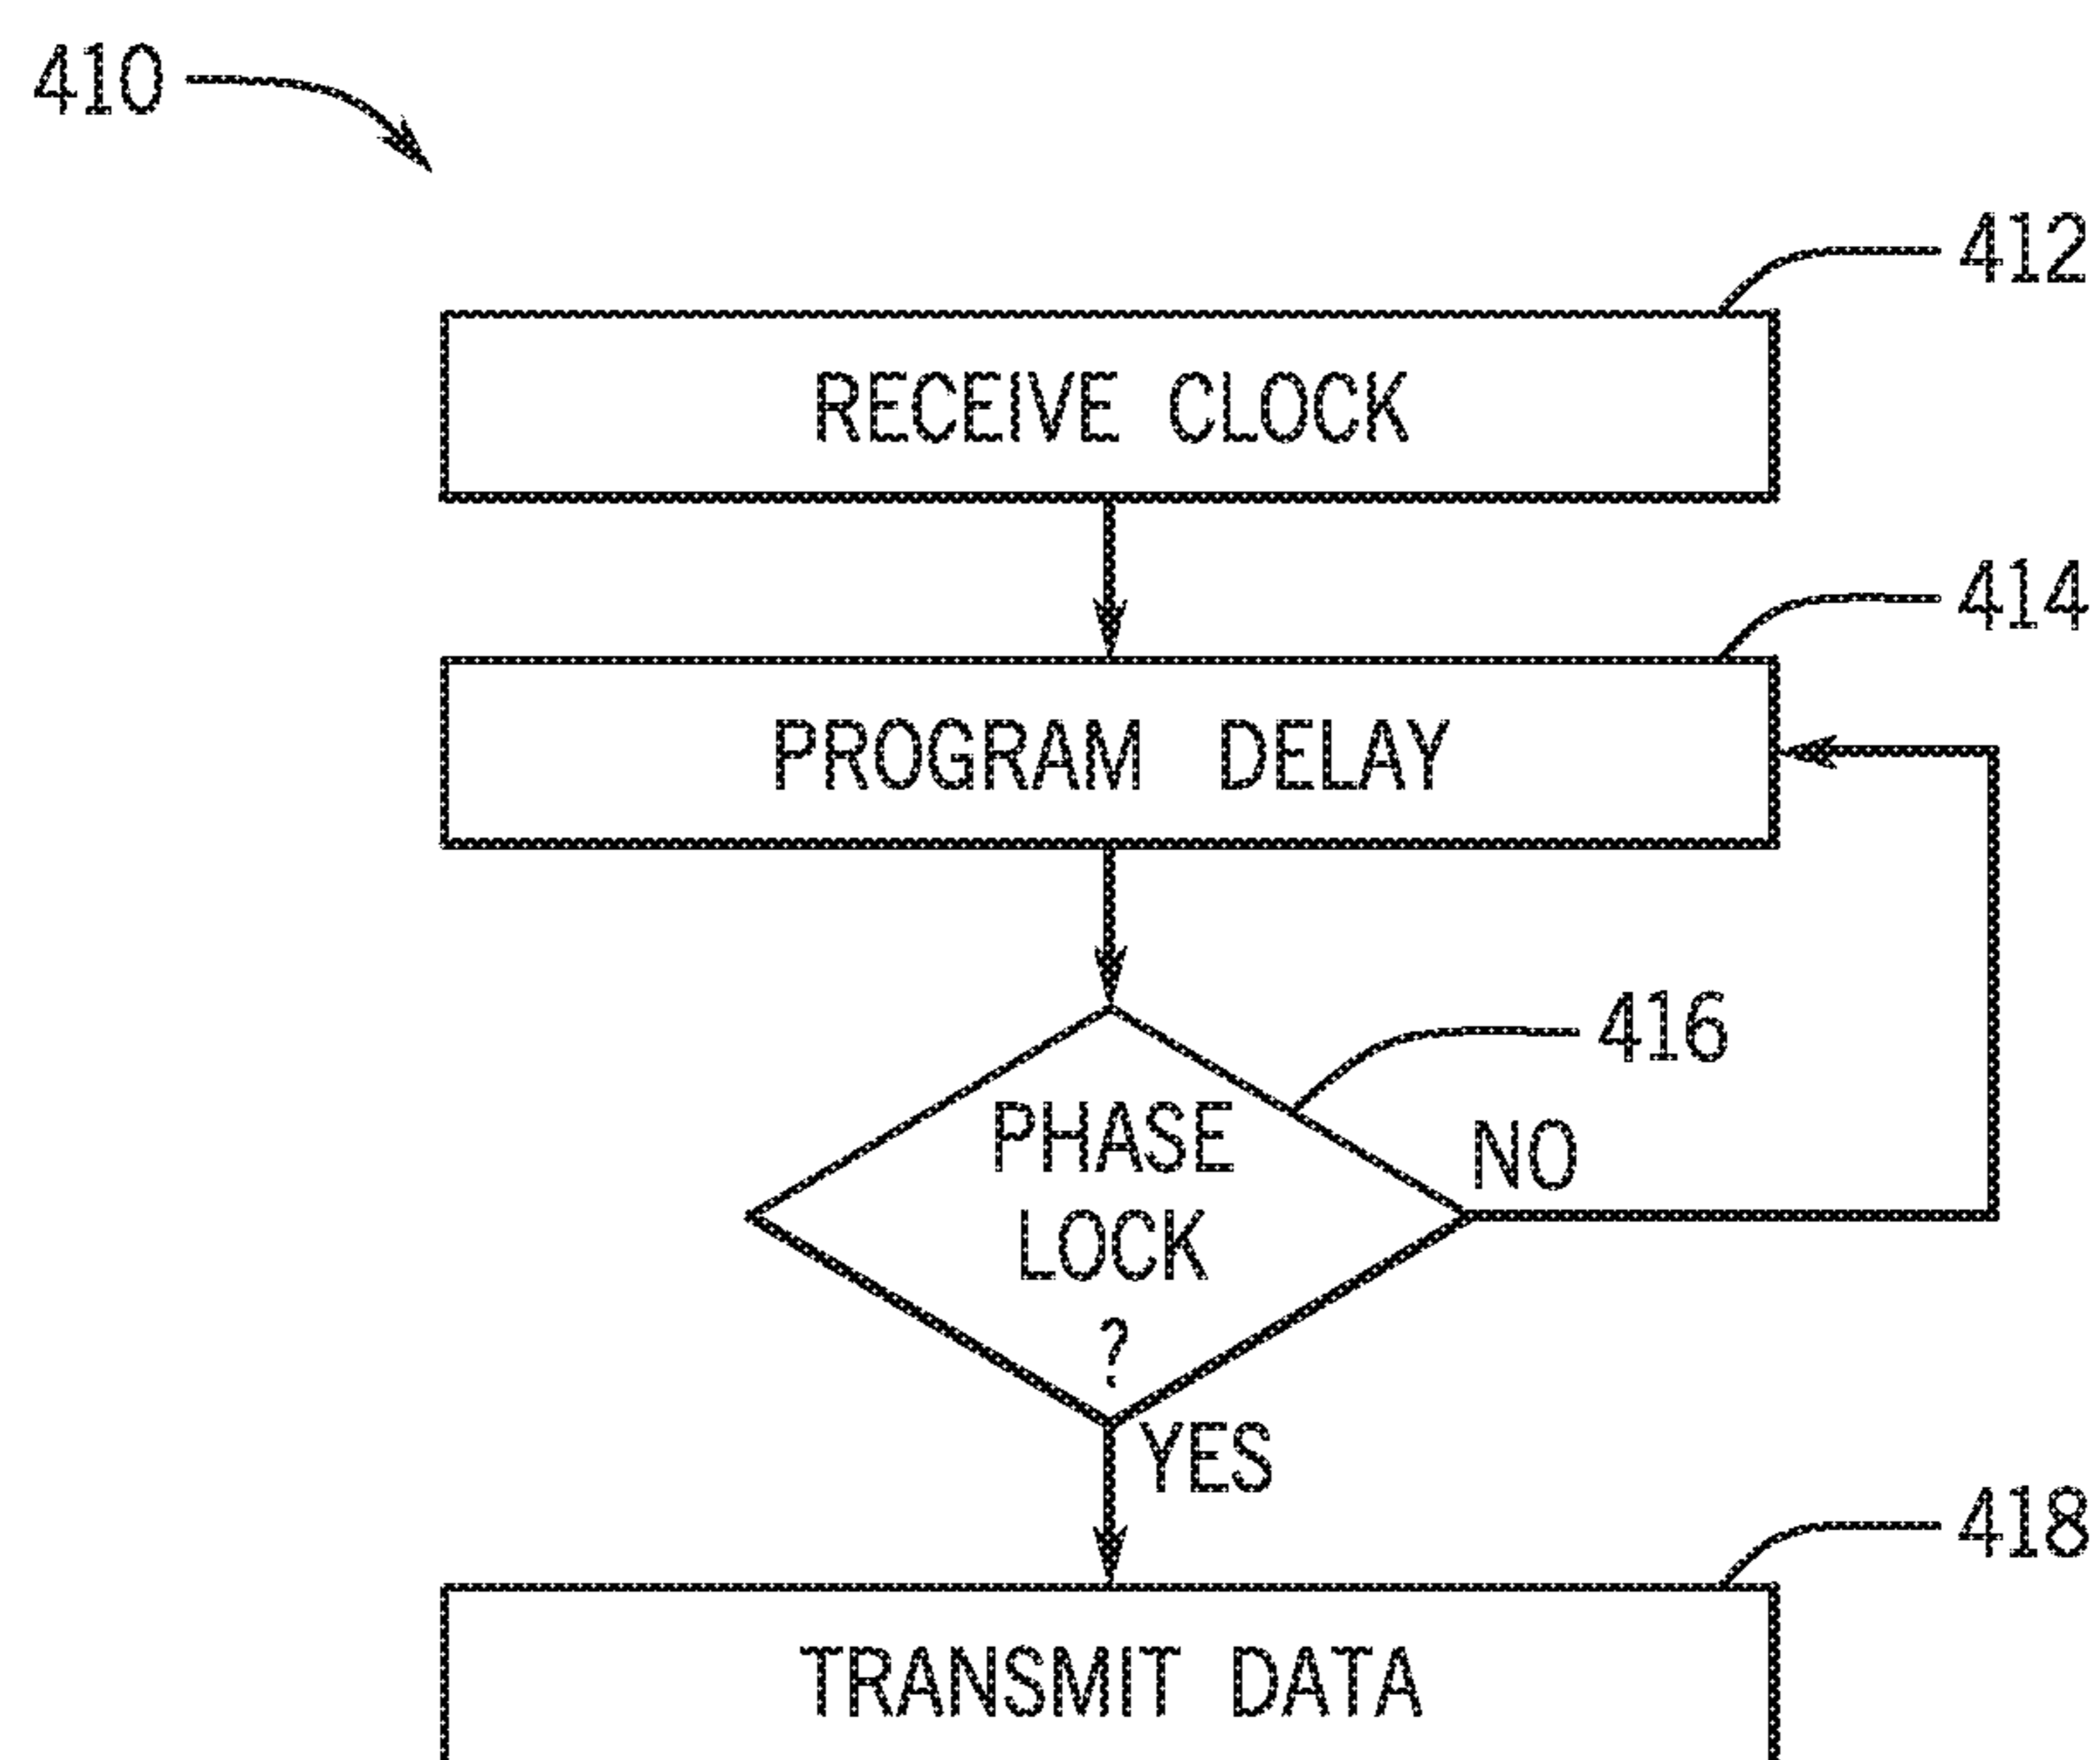 410
412
RECEIVE CLOCK
414
PROGRAM DELAY
416
PHASE
LOCK
?
NO
YES
418
TRANSMIT DATA